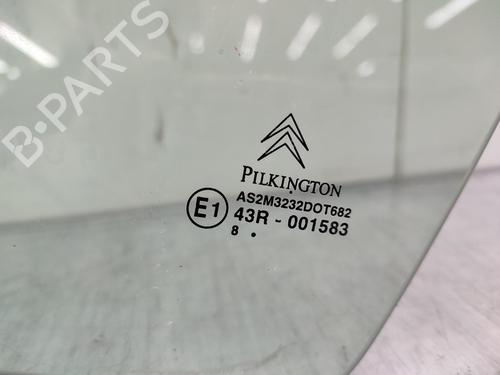 B-PARTS
PILKINGTON
AS2M3232DOT682
E1
43R - 001583
8 .